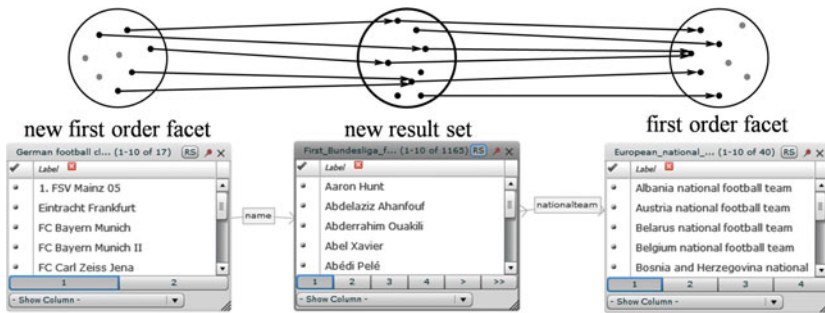 new first order facet
new result set
first order facet
German football cl... (1-10 of 17) RS
Label
1. FSV Mainz 05
Eintracht Frankfurt
FC Bayern Munich
FC Bayern Munich II
FC Carl Zeiss Jena
1 2
- Show Column -
name
First_Bundesliga_f... (1-10 of 1165) RS
Label
Aaron Hunt
Abdelaziz Ahanfouf
Abderrahim Ouakili
Abel Xavier
Abédi Pelé
1 2 3 4 > >>
- Show Column -
nationalteam
European_national_... (1-10 of 40) RS
Label
Albania national football team
Austria national football team
Belarus national football team
Belgium national football team
Bosnia and Herzegovina national
1 2 3 4
- Show Column -